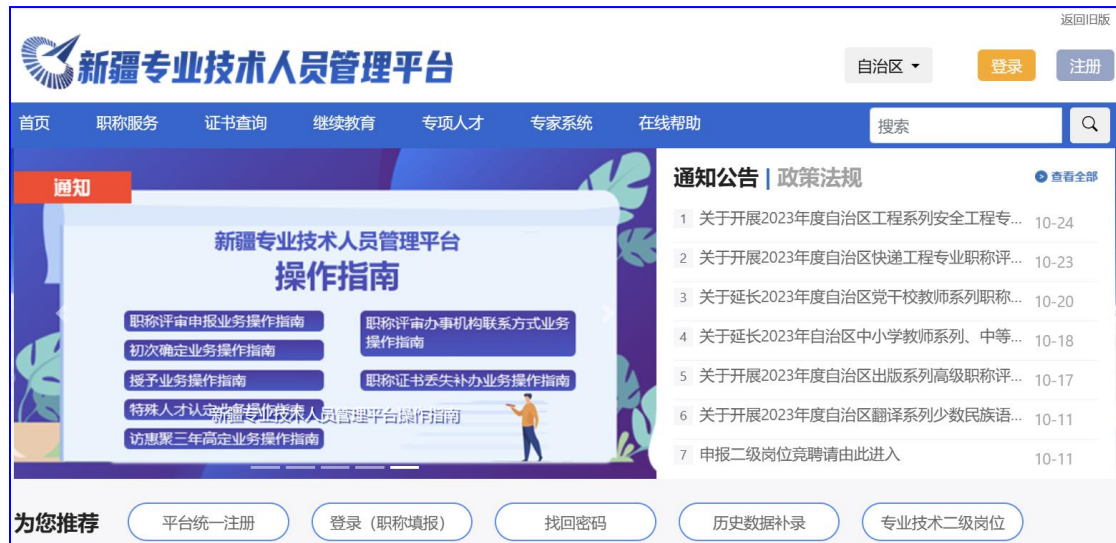 返回旧版
新疆专业技术人员管理平台
自治区
登录
注册
首页 职称服务 证书查询 继续教育 专项人才 专家系统 在线帮助
搜索
通知
新疆专业技术人员管理平台
操作指南
职称评审申报业务操作指南
初次确定业务操作指南
授予业务操作指南
特殊人才认定业务操作指南
访惠聚三年高定业务操作指南
职称评审办事机构联系方式业务
操作指南
职称证书丢失补办业务操作指南
新疆专业技术人员管理平台操作指南
通知公告 | 政策法规
查看全部
1 关于开展2023年度自治区工程系列安全工程专... 10-24
2 关于开展2023年度自治区快递工程专业职称评... 10-23
3 关于延长2023年度自治区党干校教师系列职称... 10-20
4 关于延长2023年自治区中小学教师系列、中等... 10-18
5 关于开展2023年度自治区出版系列高级职称评... 10-17
6 关于开展2023年度自治区翻译系列少数民族语... 10-11
7 申报二级岗位竞聘请由此进入 10-11
为您推荐
平台统一注册
登录（职称填报）
找回密码
历史数据补录
专业技术二级岗位